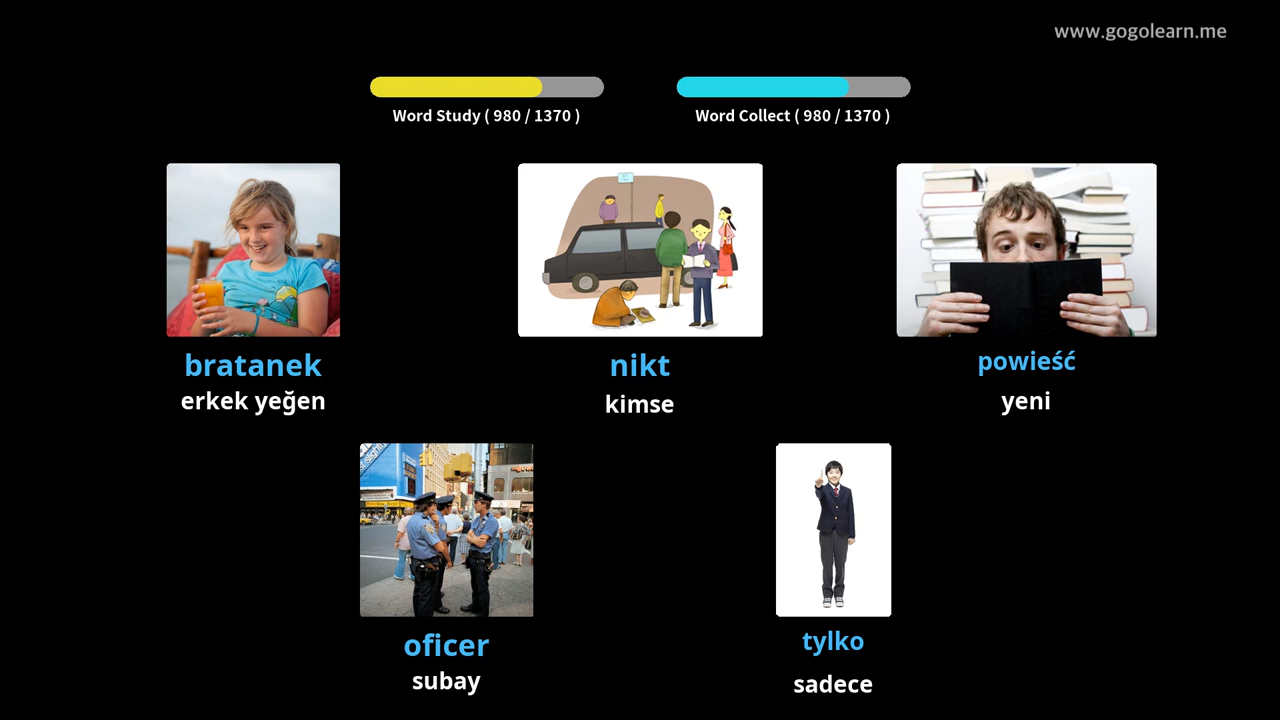 www.gogolearn.me
Word Study ( 980 / 1370 )
Word Collect ( 980 / 1370 )
bratanek
erkek yeğen
nikt
kimse
powieść
yeni
oficer
subay
tylko
sadece